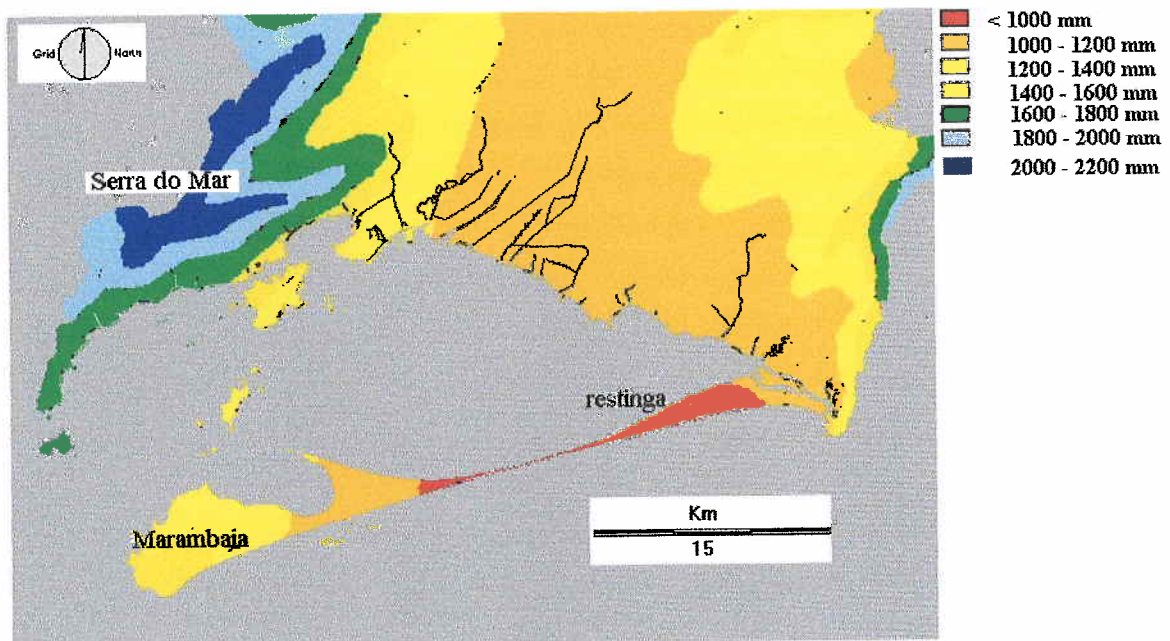 Grid North
< 1000 mm
1000 - 1200 mm
1200 - 1400 mm
1400 - 1600 mm
1600 - 1800 mm
1800 - 2000 mm
2000 - 2200 mm
Serra do Mar
restinga
Marambaia
Km
15